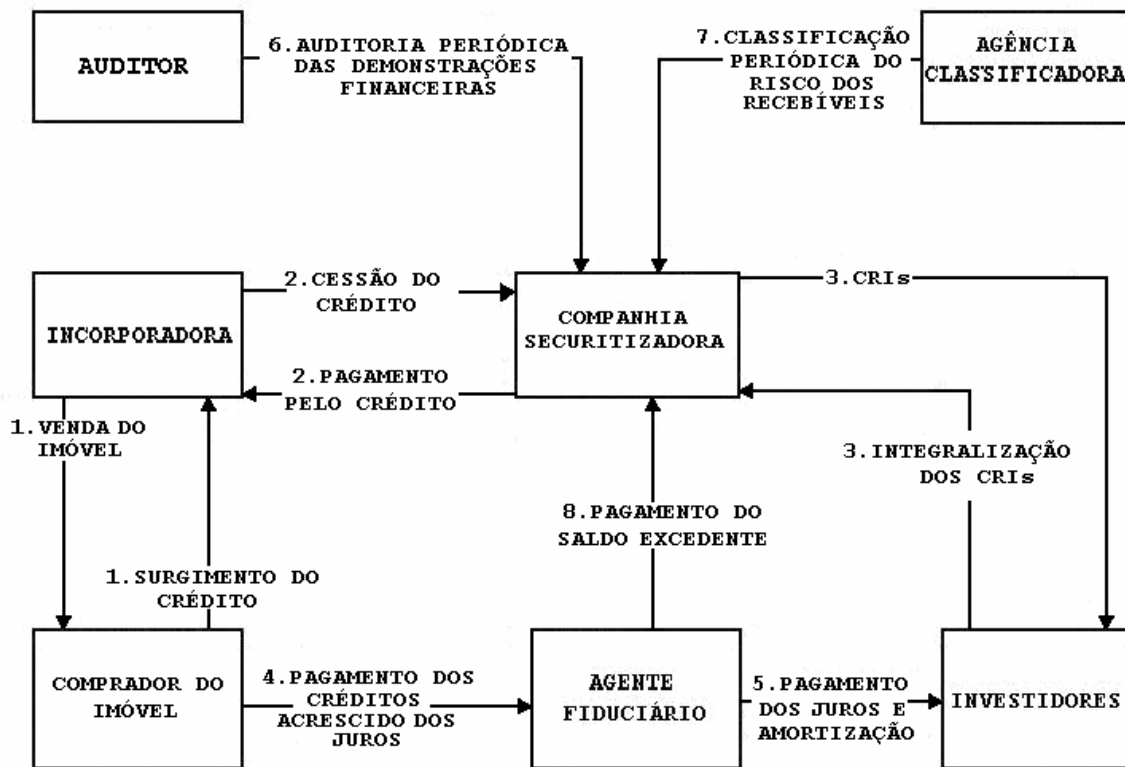 AUDITOR
6.AUDITORIA PERIÓDICA
DAS DEMONSTRAÇÕES
FINANCEIRAS
7.CLASSIFICAÇÃO
PERIÓDICA DO
RISCO DOS
RECEBÍVEIS
AGÊNCIA
CLASSIFICADORA
INCORPORADORA
2.CESSÃO DO
CRÉDITO
COMPANHIA
SECURITIZADORA
3.CRIs
2.PAGAMENTO
PELO CRÉDITO
1.VENDA DO
IMÓVEL
3.INTEGRALIZAÇÃO
DOS CRIs
8.PAGAMENTO DO
SALDO EXCEDENTE
1.SURGIMENTO DO
CRÉDITO
COMPRADOR DO
IMÓVEL
4.PAGAMENTO DOS
CRÉDITOS
ACRESCIDO DOS
JUROS
AGENTE
FIDUCIÁRIO
5.PAGAMENTO
DOS JUROS E
AMORTIZAÇÃO
INVESTIDORES